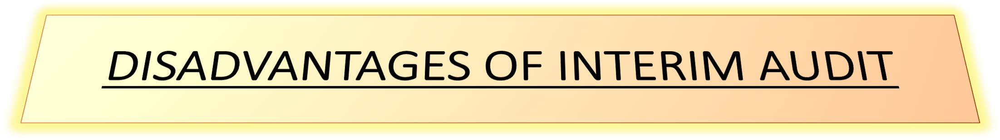 DISADVANTAGES OF INTERIM AUDIT